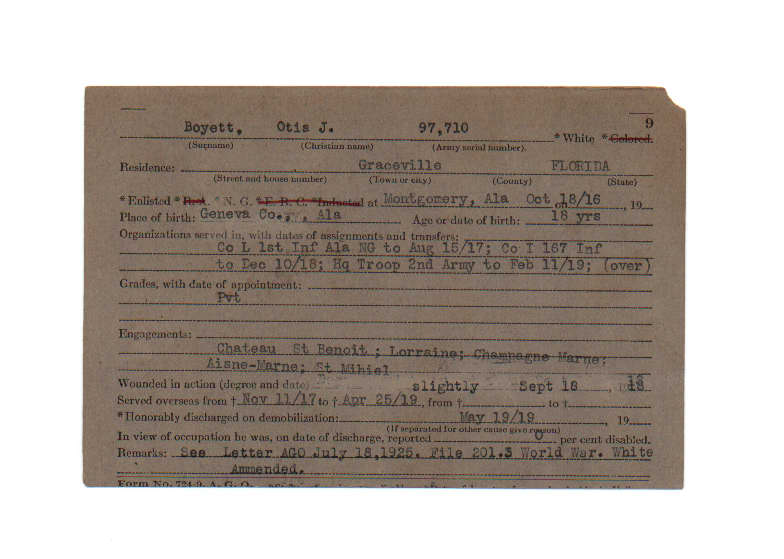 9
Boyett, Otis J. 97,710 * White * Colored.
(Surname) (Christian name) (Army serial number).
Residence: Graceville FLORIDA
(Street and house number) (Town or city) (County) (State)
* Enlisted * R.A. * N. G. * E. R. C. * Inducted at Montgomery, Ala on Oct 18/16, 19
Place of birth: Geneva Co., Ala Age or date of birth: 18 yrs
Organizations served in, with dates of assignments and transfers:
Co L 1st Inf Ala NG to Aug 15/17; Co I 167 Inf
to Dec 10/18; Hq Troop 2nd Army to Feb 11/19; (over)
Grades, with date of appointment:
Pvt
Engagements:
Chateau St Benoit ; Lorraine; Champagne Marne;
Aisne-Marne; St Mihiel
Wounded in action (degree and date) slightly Sept 18, 1918
Served overseas from † Nov 11/17 to † Apr 25/19, from † to †
* Honorably discharged on demobilization: May 19/19, 19
(If separated for other cause give reason)
In view of occupation he was, on date of discharge, reported 0 per cent disabled.
Remarks: See Letter AGO July 18,1925. File 201.3 World War. White
Ammended.
Form No. 724-9, A. G. O.